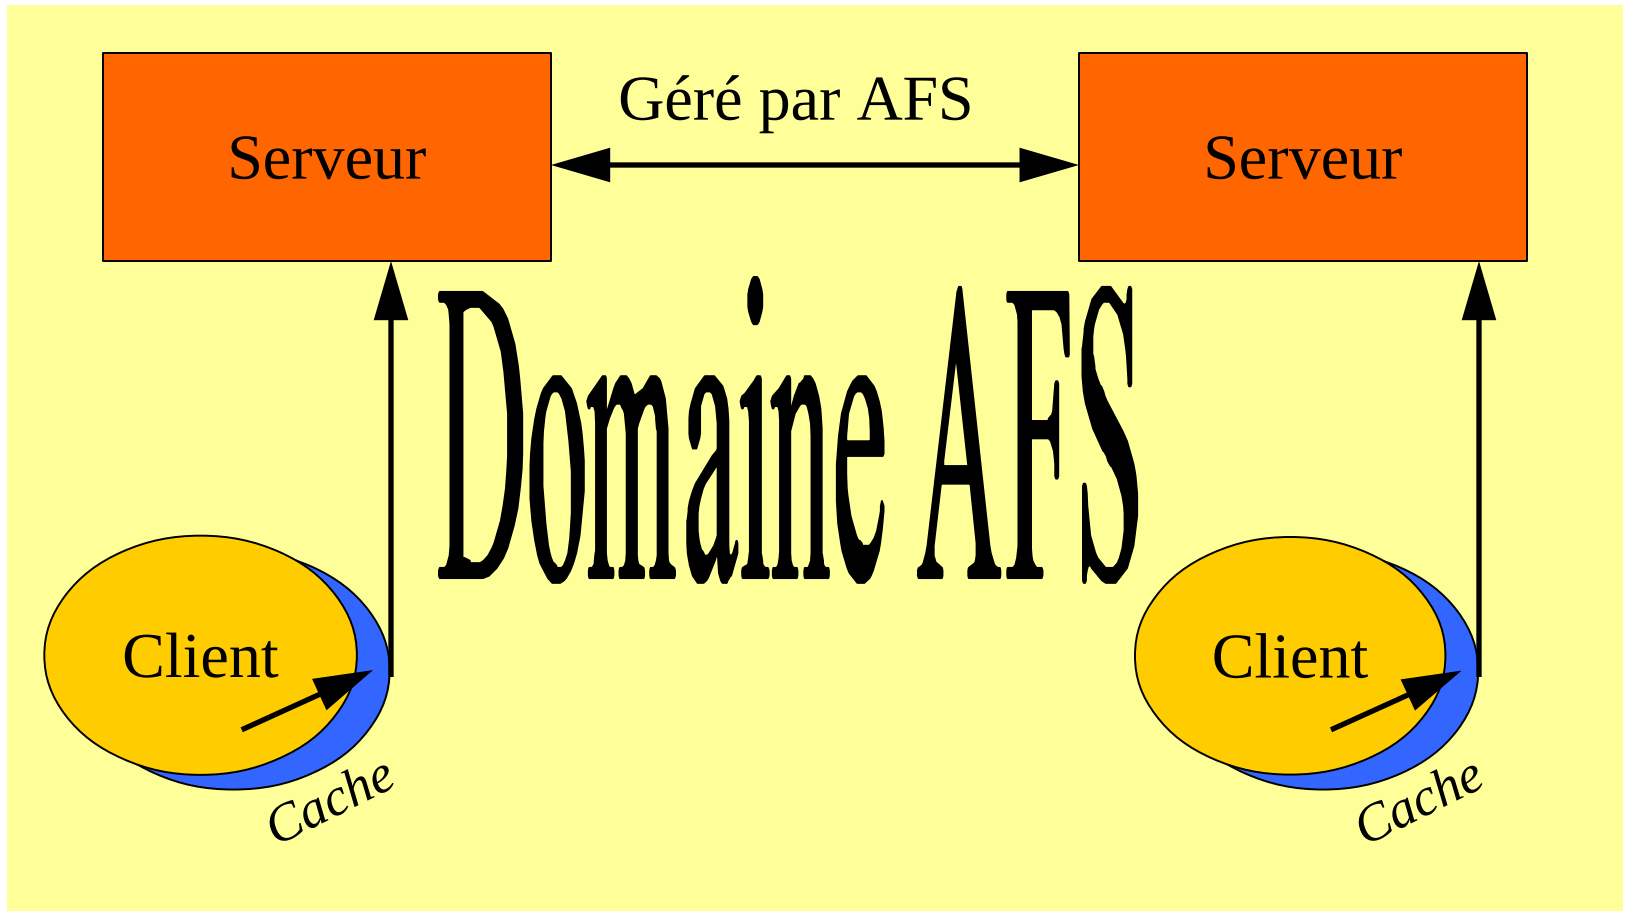 Géré par AFS
Serveur
Serveur
Domaine AFS
Client
Client
Cache
Cache